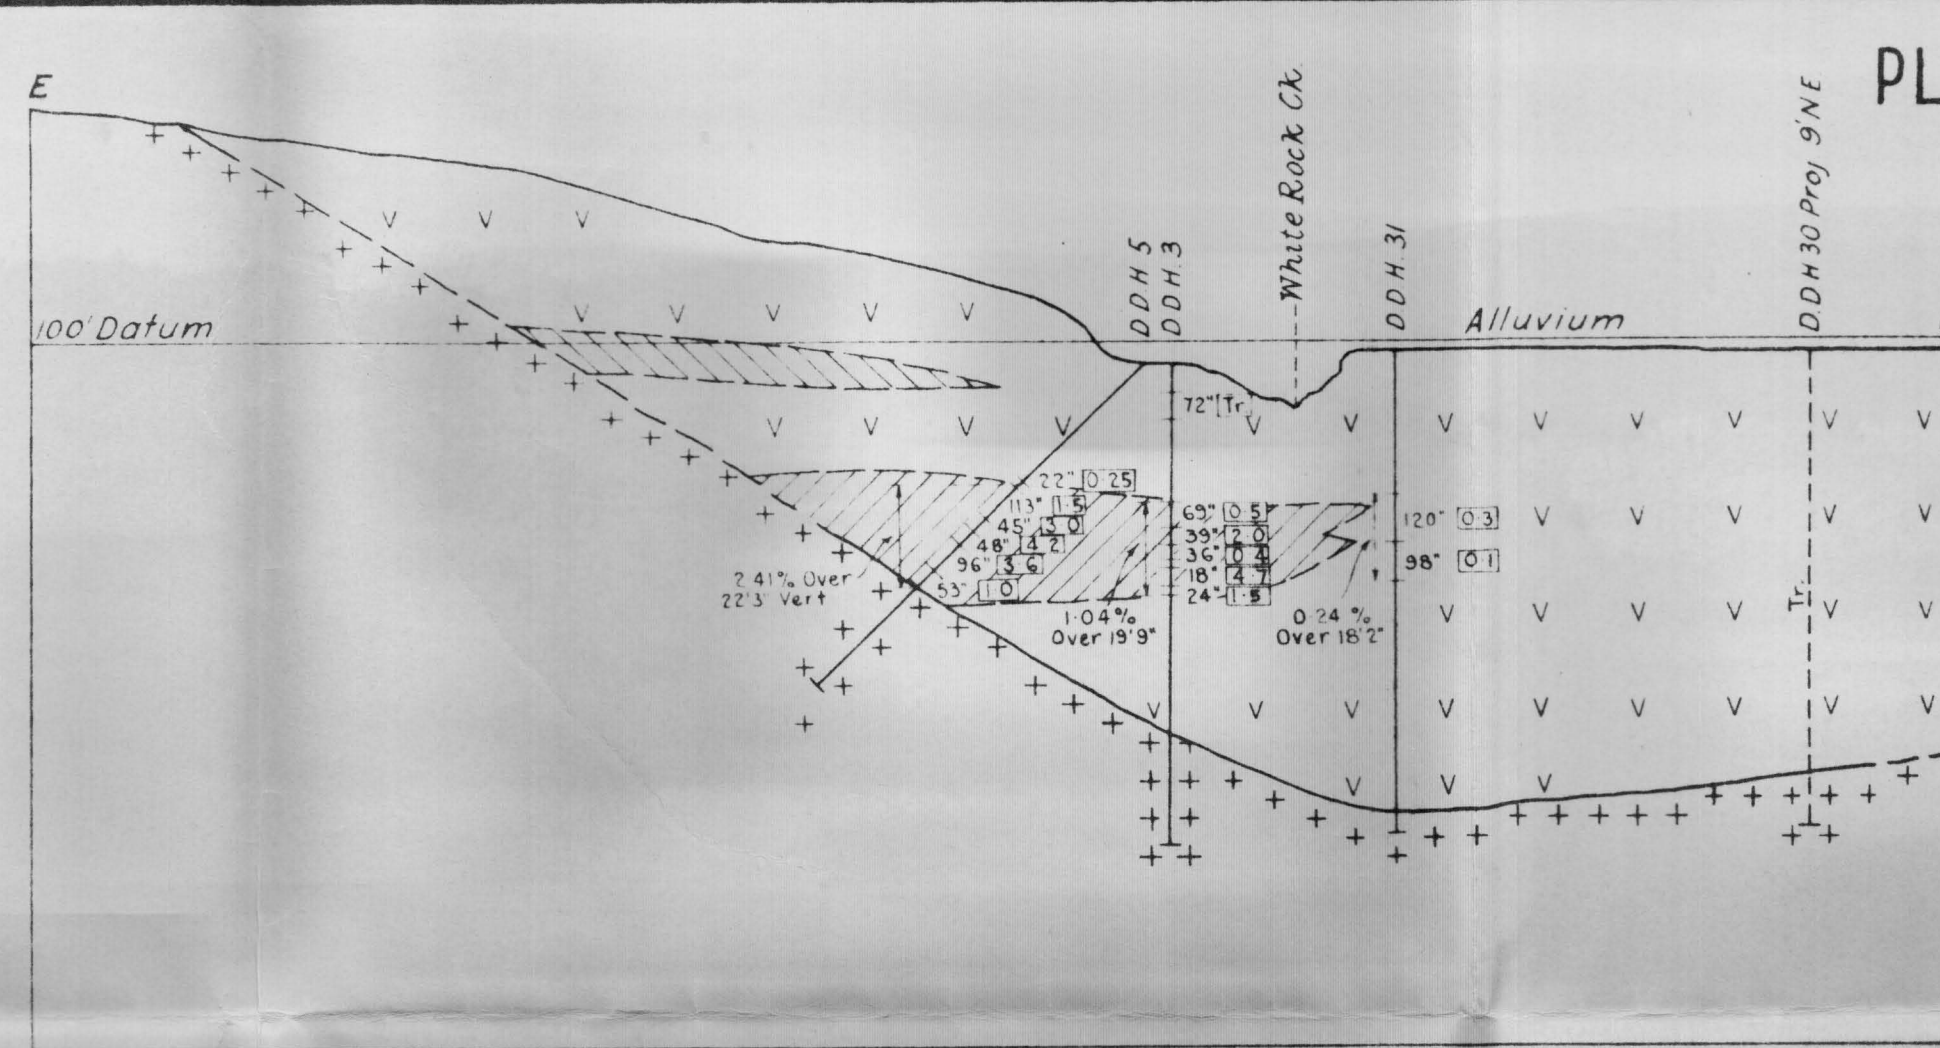 PL
E
White Rock Ck.
D.D.H 30 Proj 9' N E
D D H 5
D D H. 3
D D H. 31
100' Datum
Alluvium
72" Tr.
22" 0·25
113" 1·5
45" 3·0
48" 4·2
96" 3·6
53" 1·0
69" 0·5
39" 2·0
36" 0·4
18" 4·7
24" 1·5
120" 0·3
98" 0·1
2·41% Over
22'3" Vert
1·04%
Over 19'9"
0·24 %
Over 18'2"
Tr.